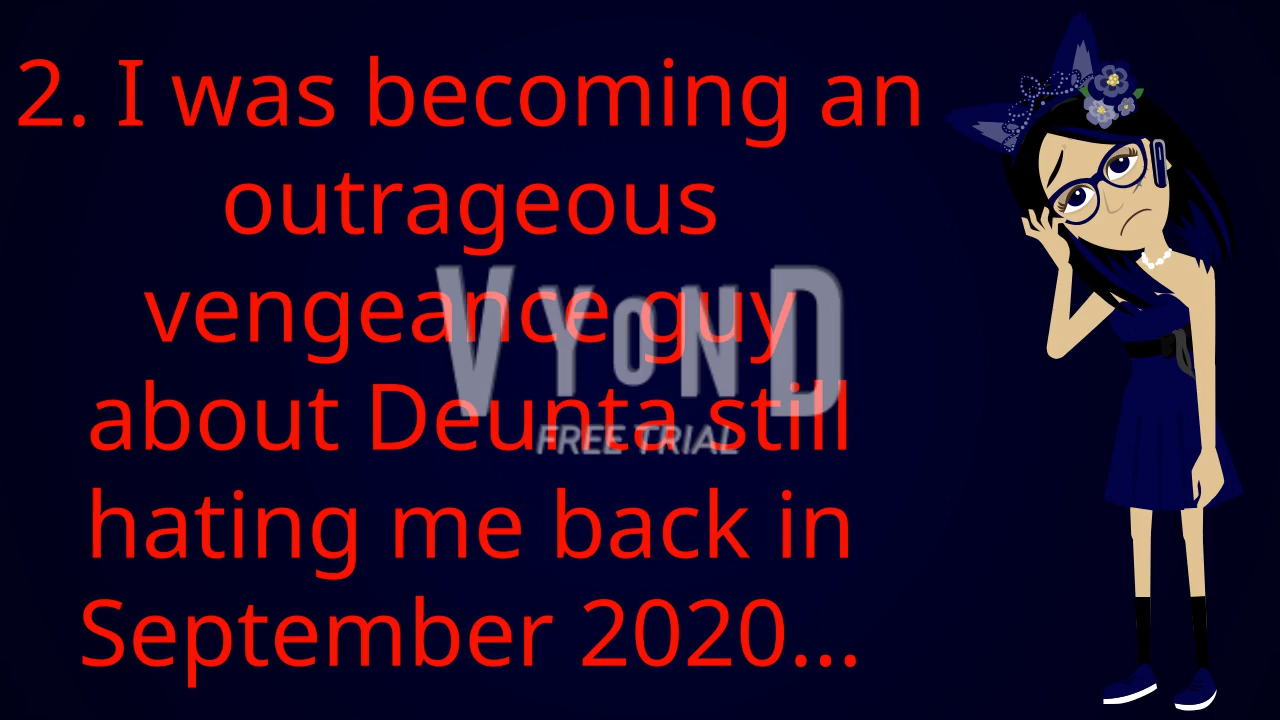 2. I was becoming an
outrageous
vengeance guy
about Deunta still
hating me back in
September 2020...
VYOND
FREE TRIAL